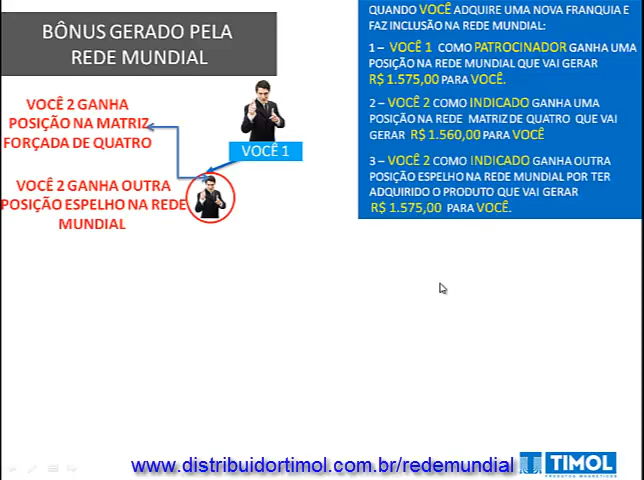 BÔNUS GERADO PELA
REDE MUNDIAL
VOCÊ 2 GANHA
POSIÇÃO NA MATRIZ
FORÇADA DE QUATRO
VOCÊ 1
VOCÊ 2 GANHA OUTRA
POSIÇÃO ESPELHO NA REDE
MUNDIAL
QUANDO VOCÊ ADQUIRE UMA NOVA FRANQUIA E
FAZ INCLUSÃO NA REDE MUNDIAL:
1 – VOCÊ 1 COMO PATROCINADOR GANHA UMA
POSIÇÃO NA REDE MUNDIAL QUE VAI GERAR
R$ 1.575,00 PARA VOCÊ.
2 – VOCÊ 2 COMO INDICADO GANHA UMA
POSIÇÃO NA REDE MATRIZ DE QUATRO QUE VAI
GERAR R$ 1.560,00 PARA VOCÊ
3 – VOCÊ 2 COMO INDICADO GANHA OUTRA
POSIÇÃO ESPELHO NA REDE MUNDIAL POR TER
ADQUIRIDO O PRODUTO QUE VAI GERAR
R$ 1.575,00 PARA VOCÊ.
www.distribuidortimol.com.br/redemundial
TIMOL
PRODUTOS MAGNÉTICOS